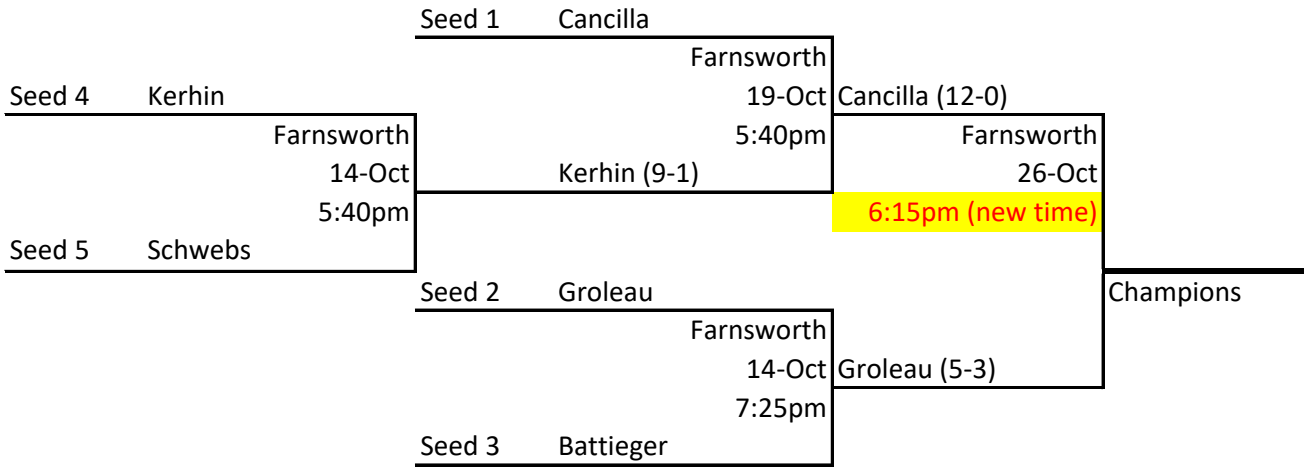 Seed 1 Cancilla
Farnsworth
Seed 4 Kerhin 19-Oct Cancilla (12-0)
Farnsworth 5:40pm Farnsworth
14-Oct Kerhin (9-1) 26-Oct
5:40pm 6:15pm (new time)
Seed 5 Schwebs
Seed 2 Groleau Champions
Farnsworth
14-Oct Groleau (5-3)
7:25pm
Seed 3 Battieger